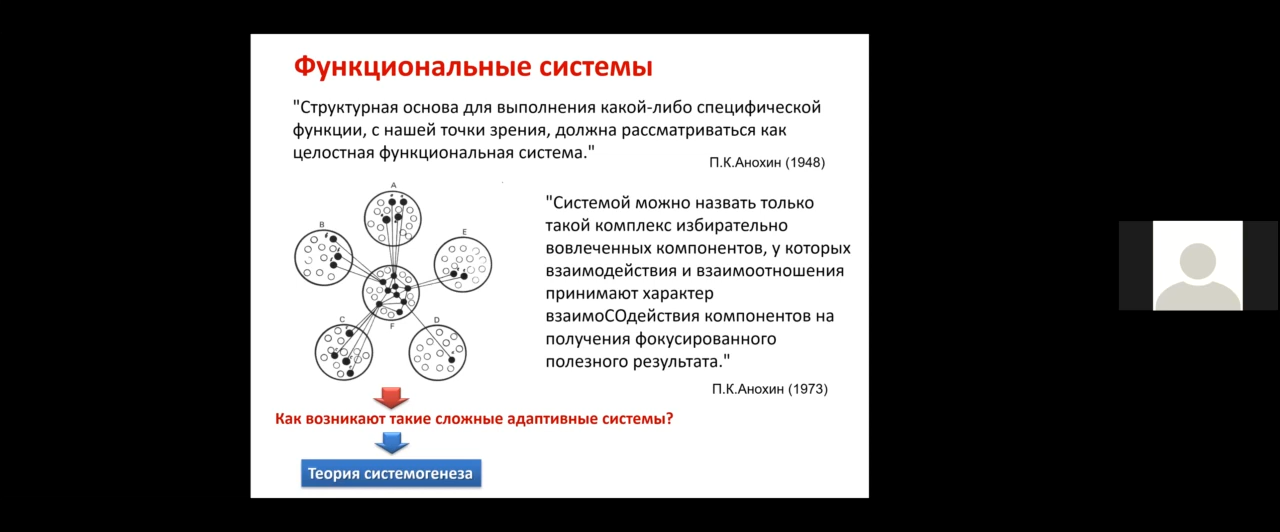 Функциональные системы
"Структурная основа для выполнения какой-либо специфической
функции, с нашей точки зрения, должна рассматриваться как
целостная функциональная система."
П.К.Анохин (1948)
A
B
E
C
D
F
"Системой можно назвать только
такой комплекс избирательно
вовлеченных компонентов, у которых
взаимодействия и взаимоотношения
принимают характер
взаимоСОдействия компонентов на
получения фокусированного
полезного результата."
П.К.Анохин (1973)
Как возникают такие сложные адаптивные системы?
Теория системогенеза